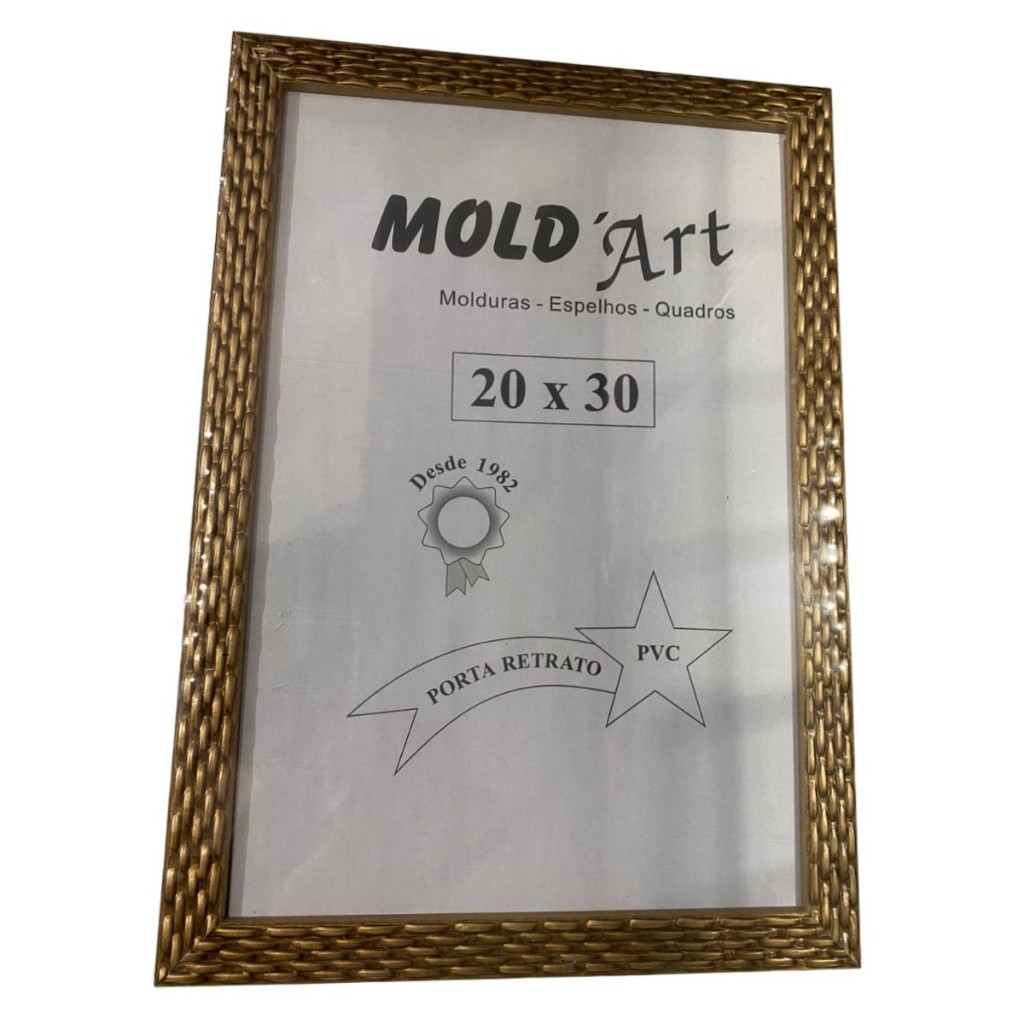 MOLD´Art
Molduras - Espelhos - Quadros
20 x 30
Desde 1982
PORTA RETRATO
PVC